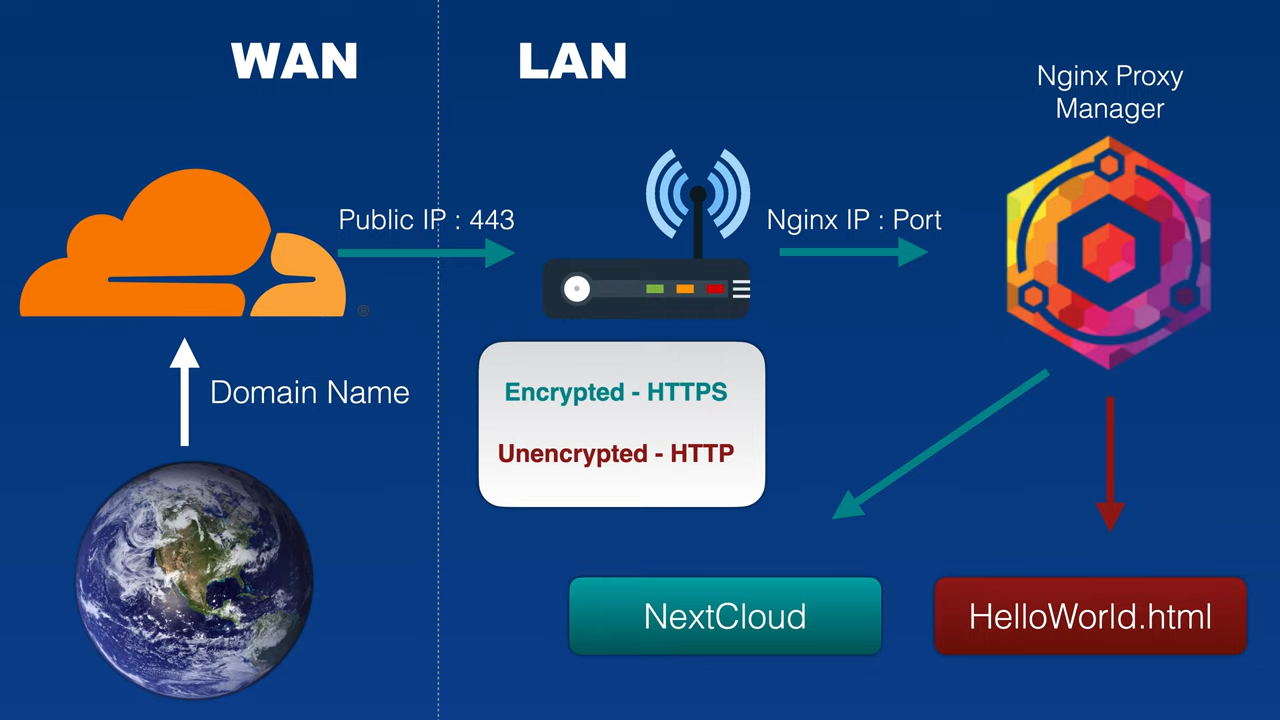 WAN
LAN
Nginx Proxy
Manager
Public IP : 443
Nginx IP : Port
®
Domain Name
Encrypted - HTTPS
Unencrypted - HTTP
NextCloud
HelloWorld.html